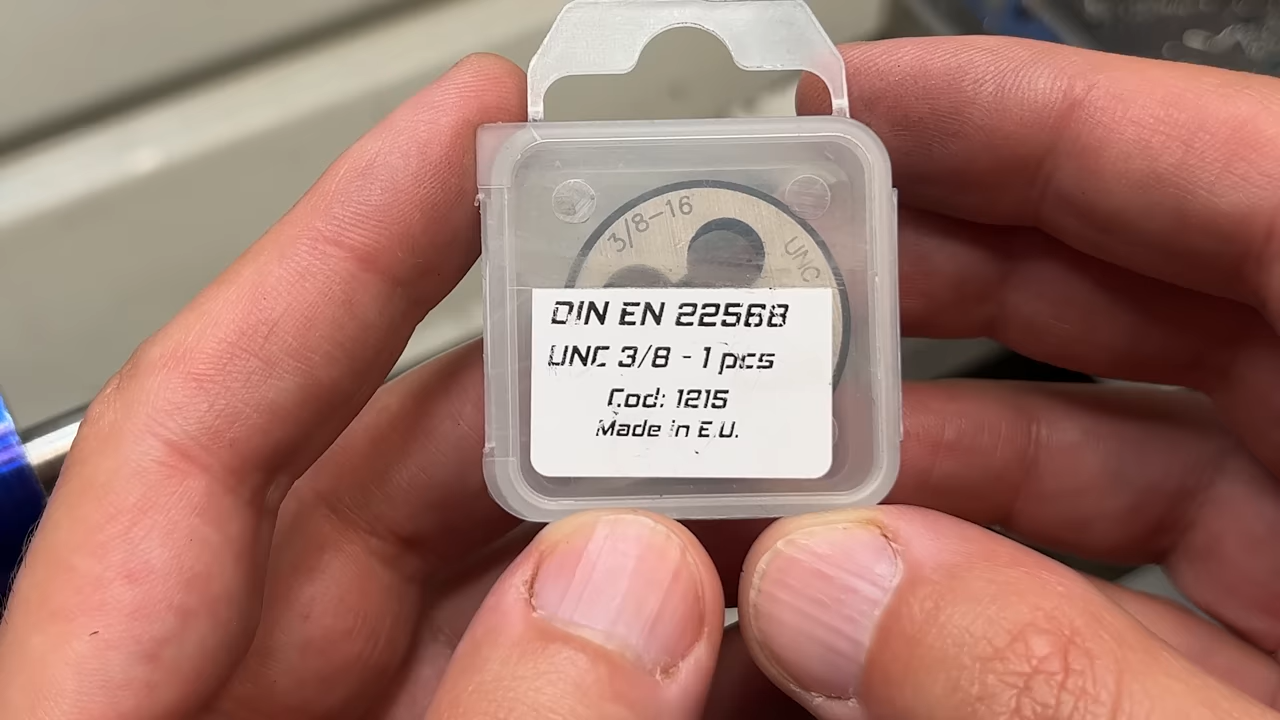 3/8-16
UNC
DIN EN 22568
UNC 3/8 - 1 pcs
Cod: 1215
Made in E.U.